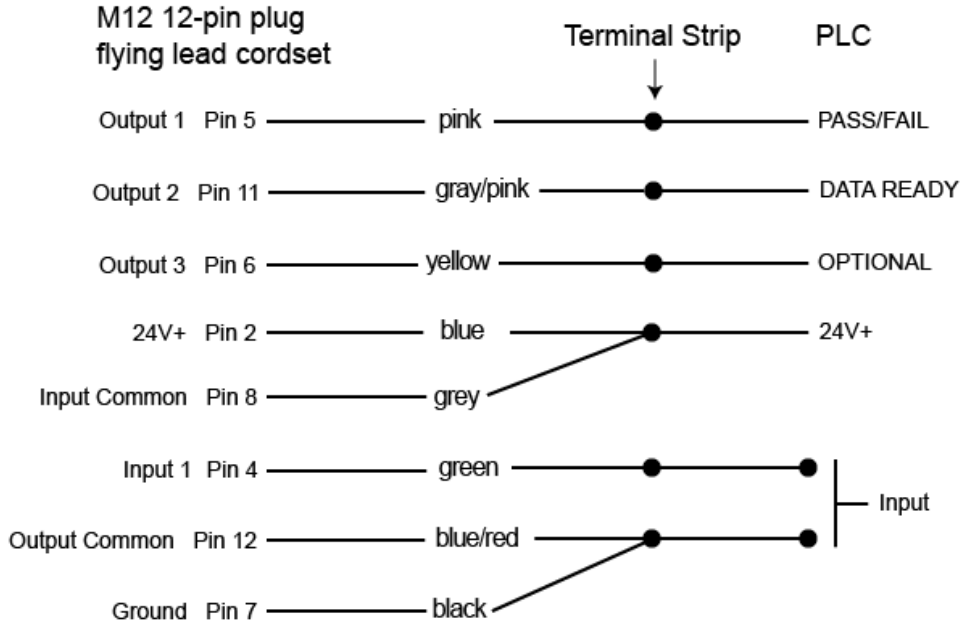 M12 12-pin plug
flying lead cordset
Terminal Strip PLC
Output 1 Pin 5 pink PASS/FAIL
Output 2 Pin 11 gray/pink DATA READY
Output 3 Pin 6 yellow OPTIONAL
24V+ Pin 2 blue 24V+
Input Common Pin 8 grey
Input 1 Pin 4 green
Input
Output Common Pin 12 blue/red
Ground Pin 7 black